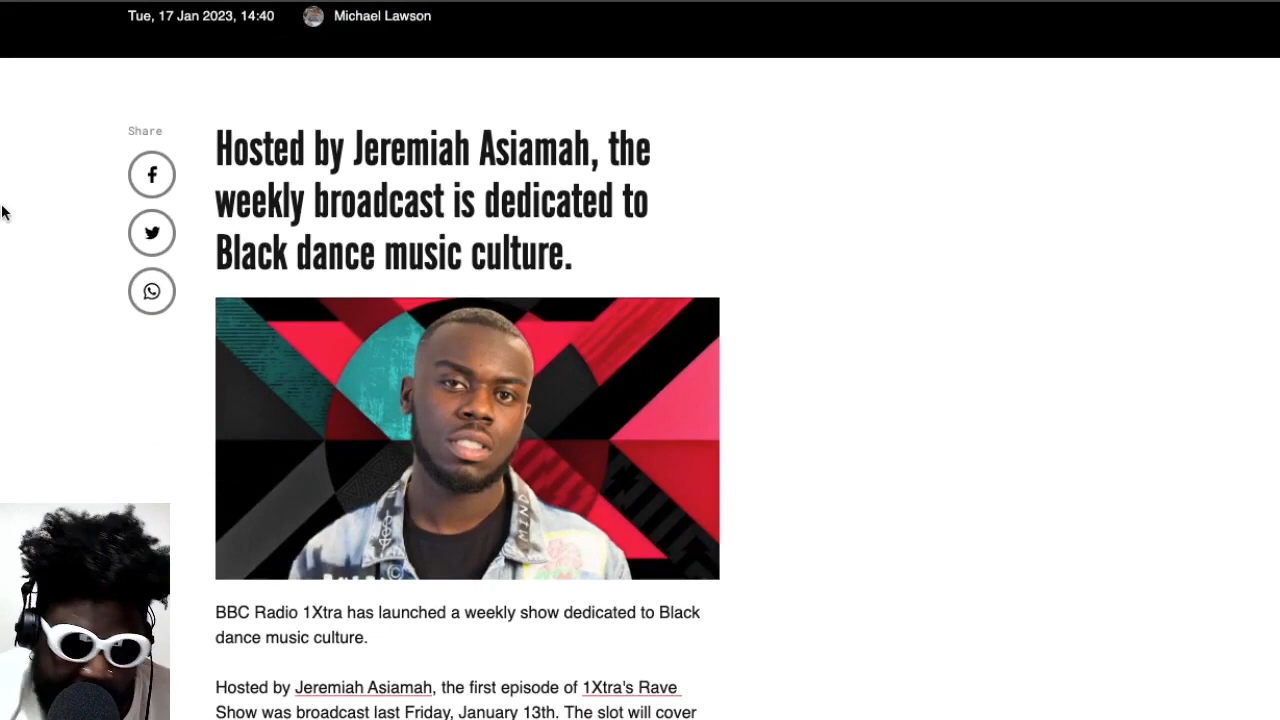 Tue, 17 Jan 2023, 14:40 Michael Lawson
Share
Hosted by Jeremiah Asiamah, the
weekly broadcast is dedicated to
Black dance music culture.
MIND
BBC Radio 1Xtra has launched a weekly show dedicated to Black
dance music culture.
Hosted by Jeremiah Asiamah, the first episode of 1Xtra's Rave
Show was broadcast last Friday, January 13th. The slot will cover